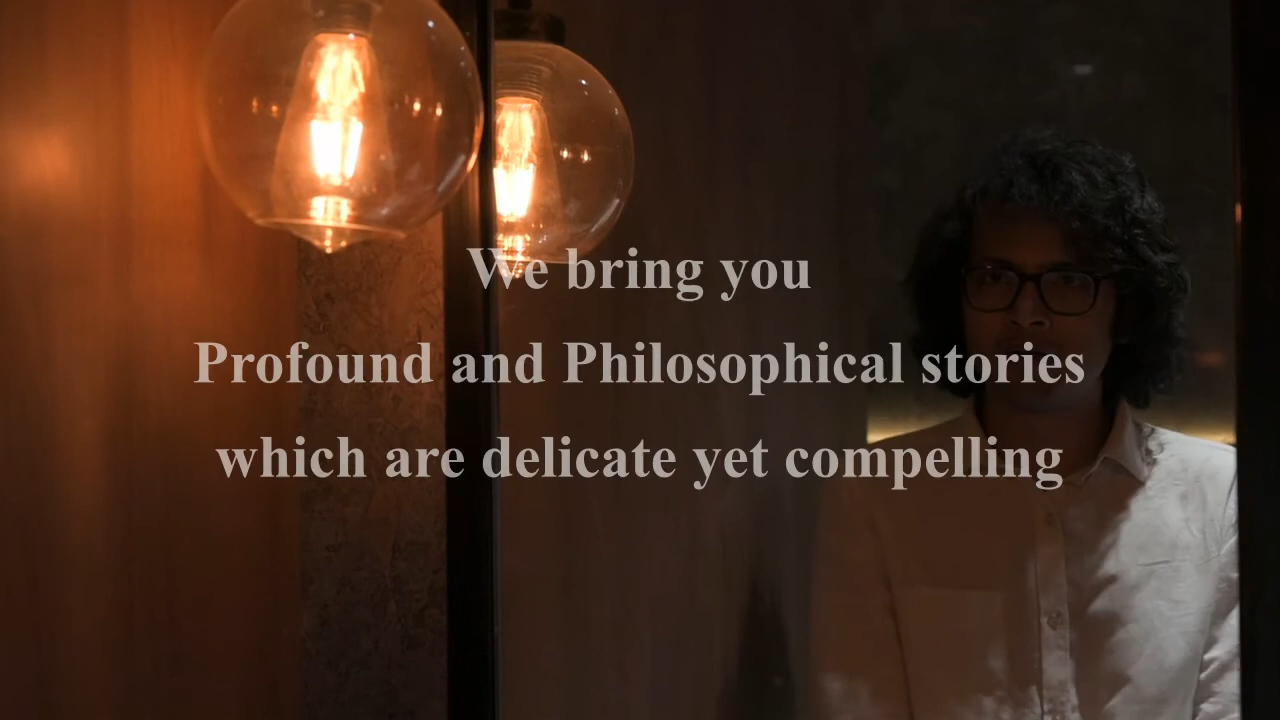 We bring you
Profound and Philosophical stories
which are delicate yet compelling